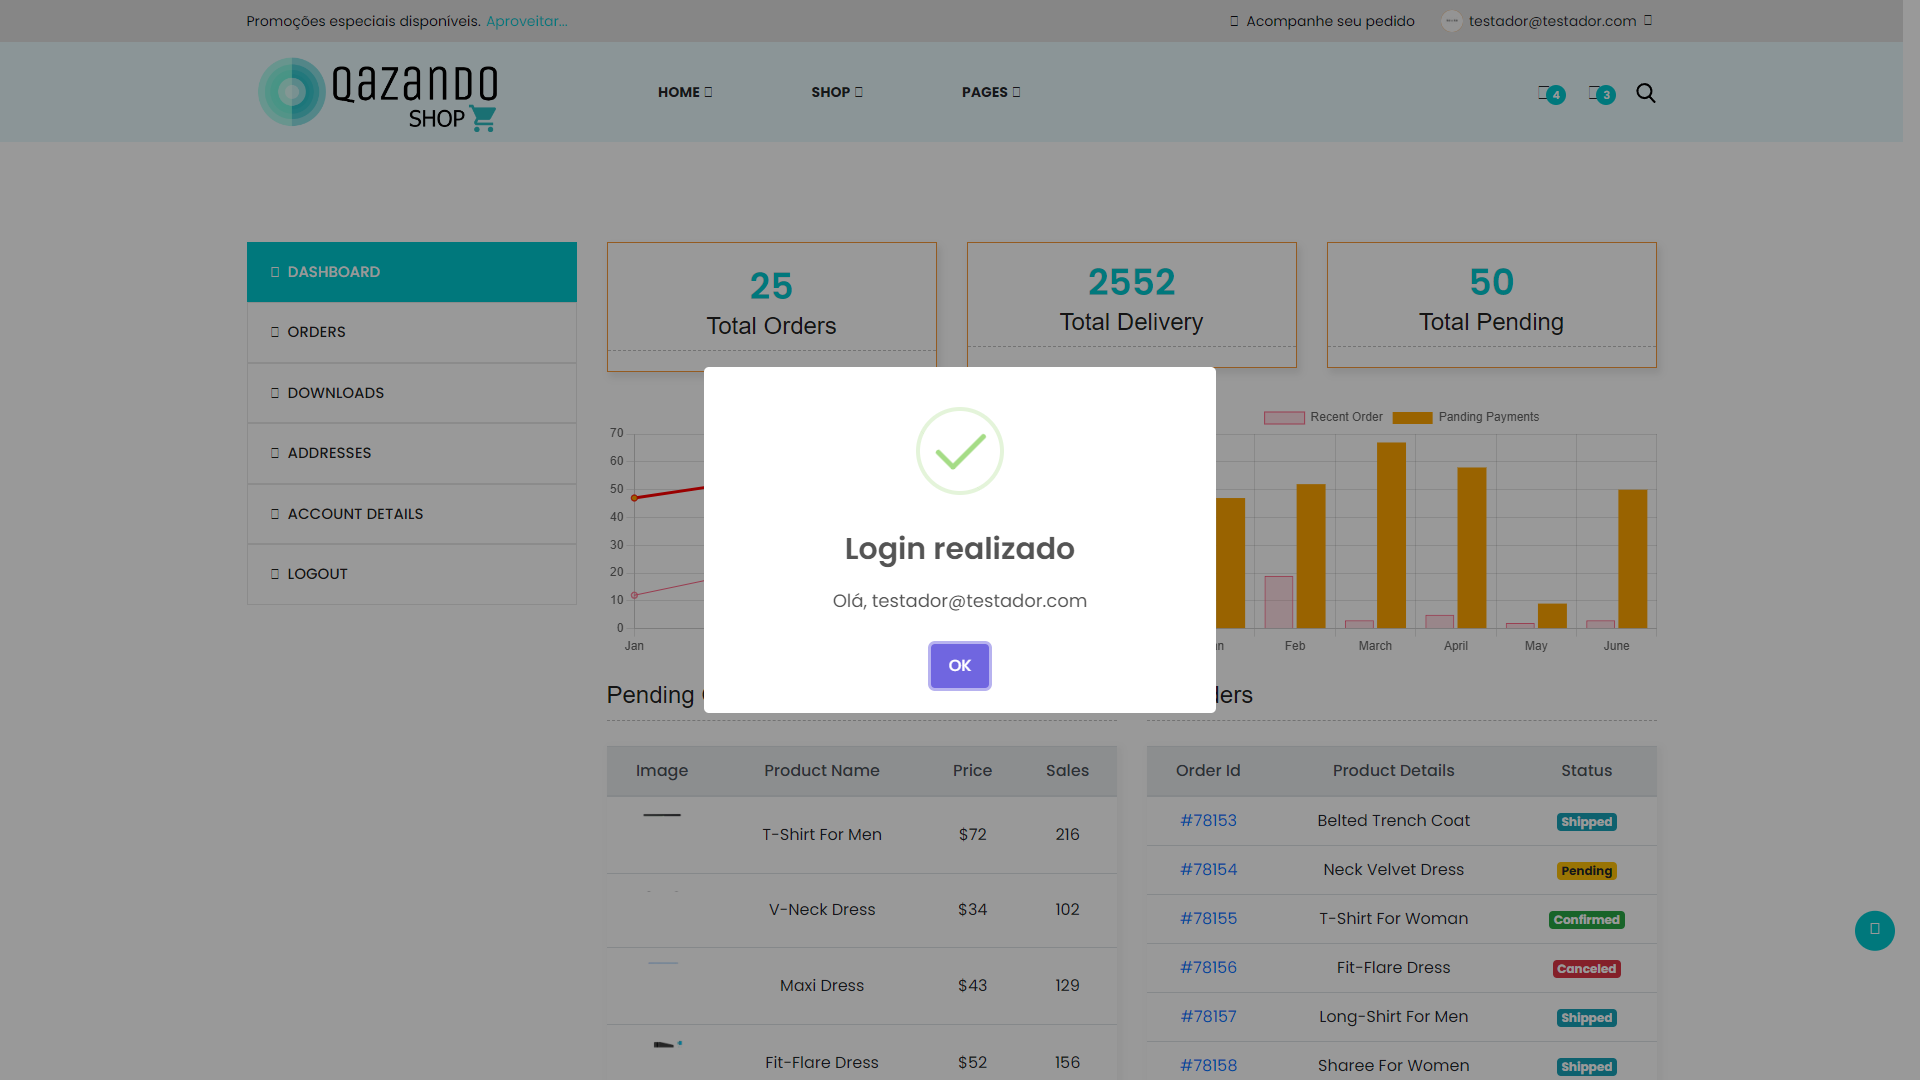 Promoções especiais disponíveis. Aproveitar...
Acompanhe seu pedido
testador@testador.com
QAZANDO
SHOP
HOME
SHOP
PAGES
4
3
DASHBOARD
ORDERS
DOWNLOADS
ADDRESSES
ACCOUNT DETAILS
LOGOUT
25
Total Orders
2552
Total Delivery
50
Total Pending
70
60
50
40
30
20
10
0
Jan
Recent Order
Panding Payments
Feb
March
April
May
June
Login realizado
Olá, testador@testador.com
OK
Pending
Image Product Name Price Sales
T-Shirt For Men $72 216
V-Neck Dress $34 102
Maxi Dress $43 129
Fit-Flare Dress $52 156
Order Id Product Details Status
#78153 Belted Trench Coat Shipped
#78154 Neck Velvet Dress Pending
#78155 T-Shirt For Woman Confirmed
#78156 Fit-Flare Dress Canceled
#78157 Long-Shirt For Men Shipped
#78158 Sharee For Women Shipped